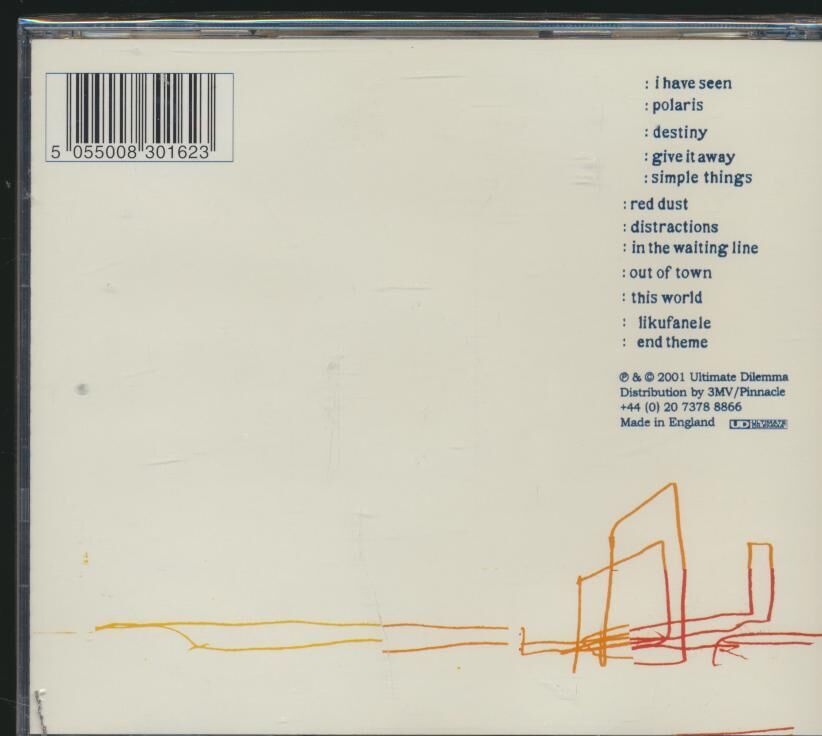 5 055008 301623
: i have seen
: polaris
: destiny
: give it away
: simple things
: red dust
: distractions
: in the waiting line
: out of town
: this world
: likufanele
: end theme
℗ & © 2001 Ultimate Dilemma
Distribution by 3MV/Pinnacle
+44 (0) 20 7378 8866
Made in England